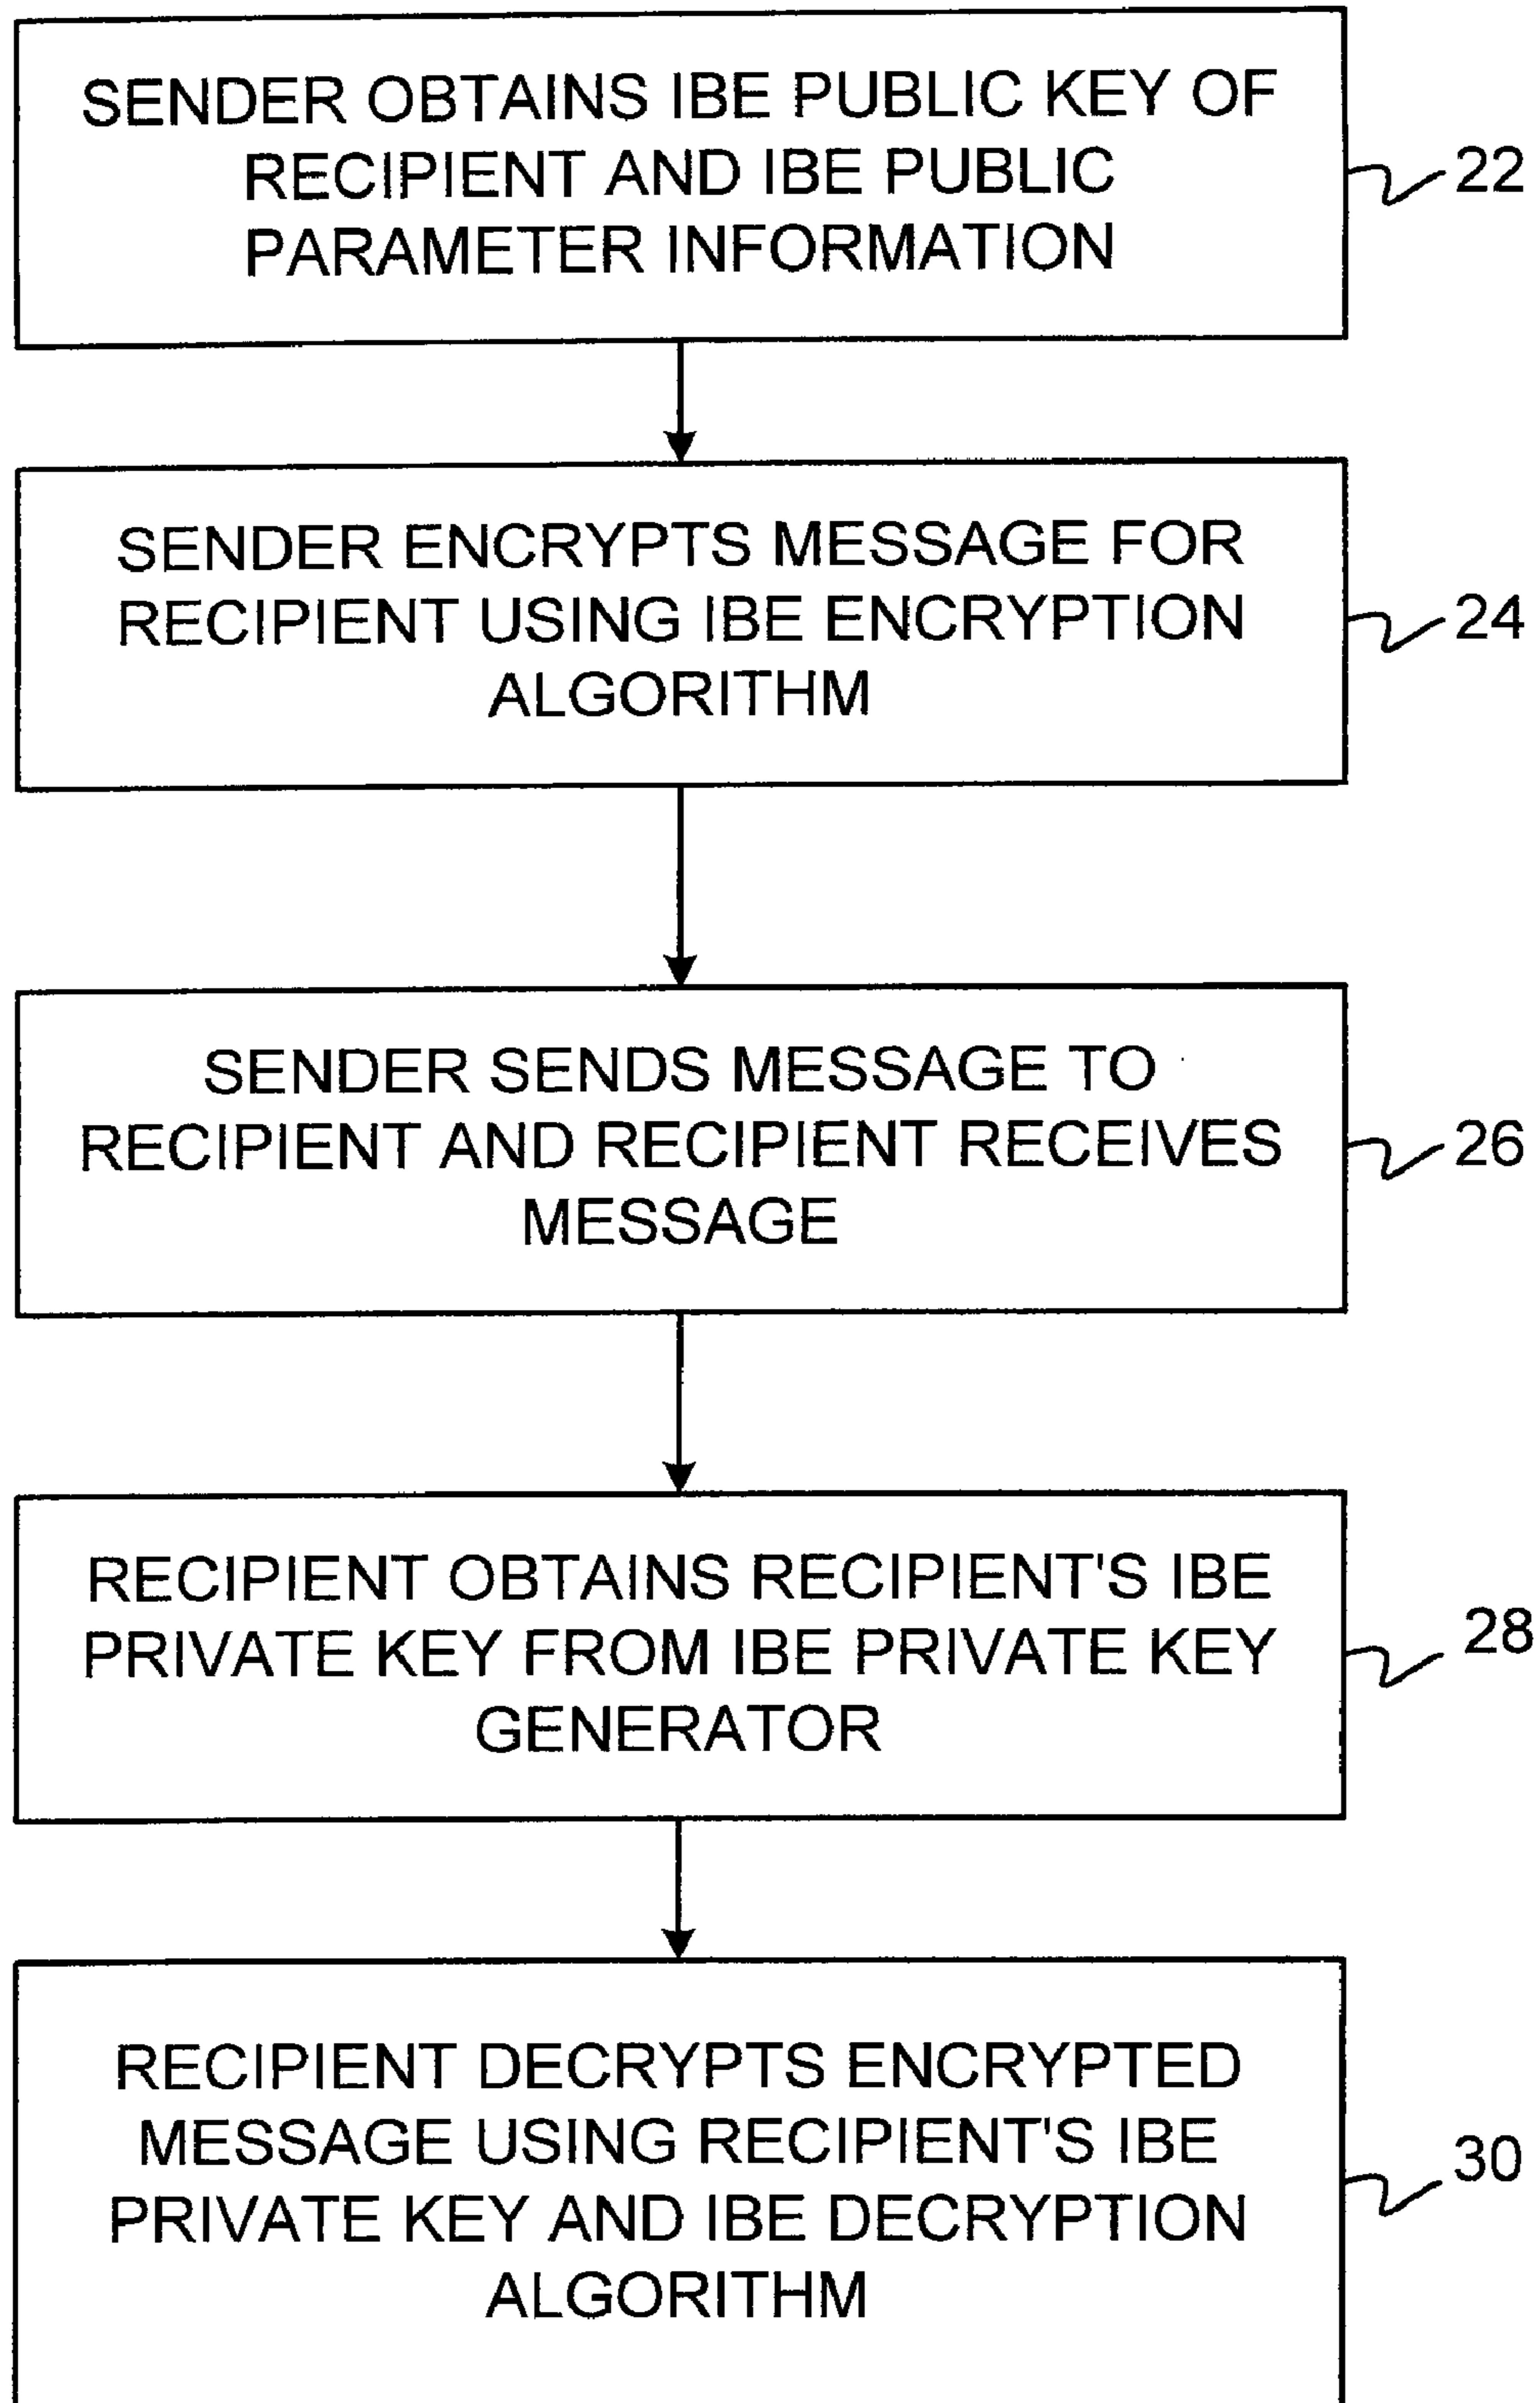 SENDER OBTAINS IBE PUBLIC KEY OF
RECIPIENT AND IBE PUBLIC
PARAMETER INFORMATION
22
SENDER ENCRYPTS MESSAGE FOR
RECIPIENT USING IBE ENCRYPTION
ALGORITHM
24
SENDER SENDS MESSAGE TO
RECIPIENT AND RECIPIENT RECEIVES
MESSAGE
26
RECIPIENT OBTAINS RECIPIENT'S IBE
PRIVATE KEY FROM IBE PRIVATE KEY
GENERATOR
28
RECIPIENT DECRYPTS ENCRYPTED
MESSAGE USING RECIPIENT'S IBE
PRIVATE KEY AND IBE DECRYPTION
ALGORITHM
30